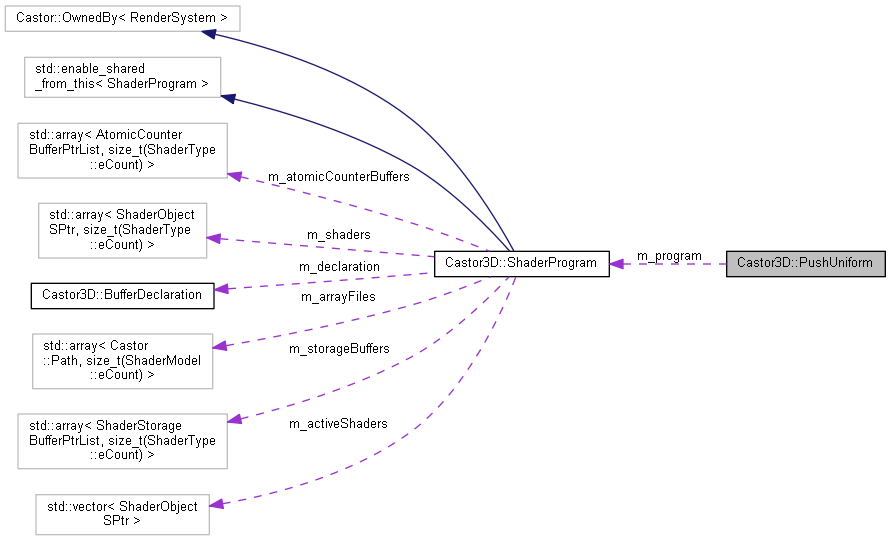 Castor::OwnedBy< RenderSystem >
std::enable_shared
_from_this< ShaderProgram >
std::array< AtomicCounter
BufferPtrList, size_t(ShaderType
::eCount) >
m_atomicCounterBuffers
std::array< ShaderObject
SPtr, size_t(ShaderType
::eCount) >
m_shaders
Castor3D::ShaderProgram
m_program
Castor3D::PushUniform
m_declaration
Castor3D::BufferDeclaration
m_arrayFiles
std::array< Castor
::Path, size_t(ShaderModel
::eCount) >
m_storageBuffers
std::array< ShaderStorage
BufferPtrList, size_t(ShaderType
::eCount) >
m_activeShaders
std::vector< ShaderObject
SPtr >